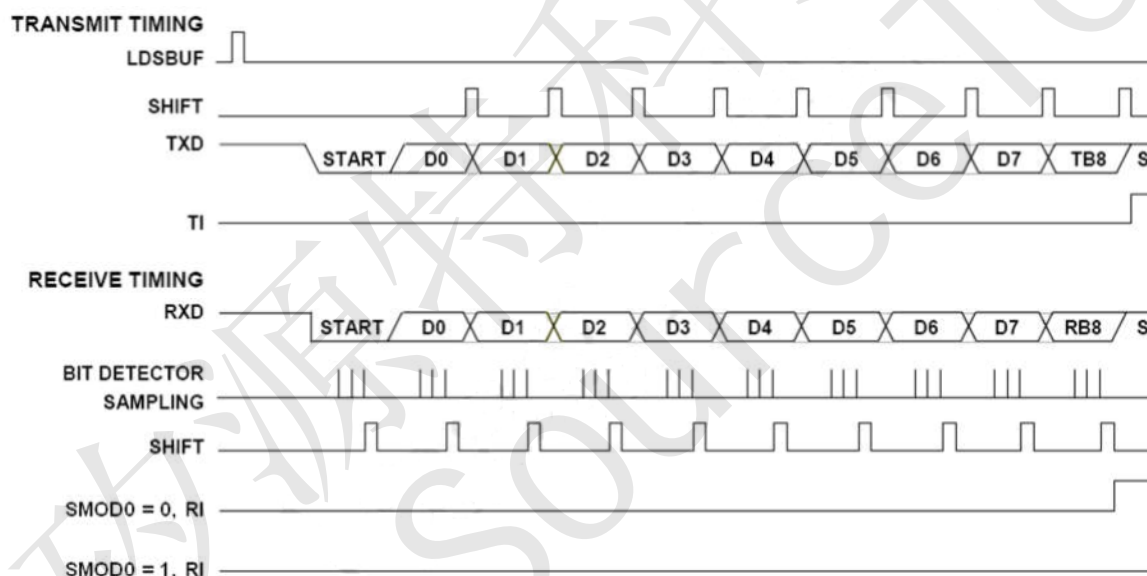 TRANSMIT TIMING
LDSBUF
SHIFT
TXD START D0 D1 D2 D3 D4 D5 D6 D7 TB8 S
TI
RECEIVE TIMING
RXD START D0 D1 D2 D3 D4 D5 D6 D7 RB8 S
BIT DETECTOR
SAMPLING
SHIFT
SMOD0 = 0, RI
SMOD0 = 1, RI